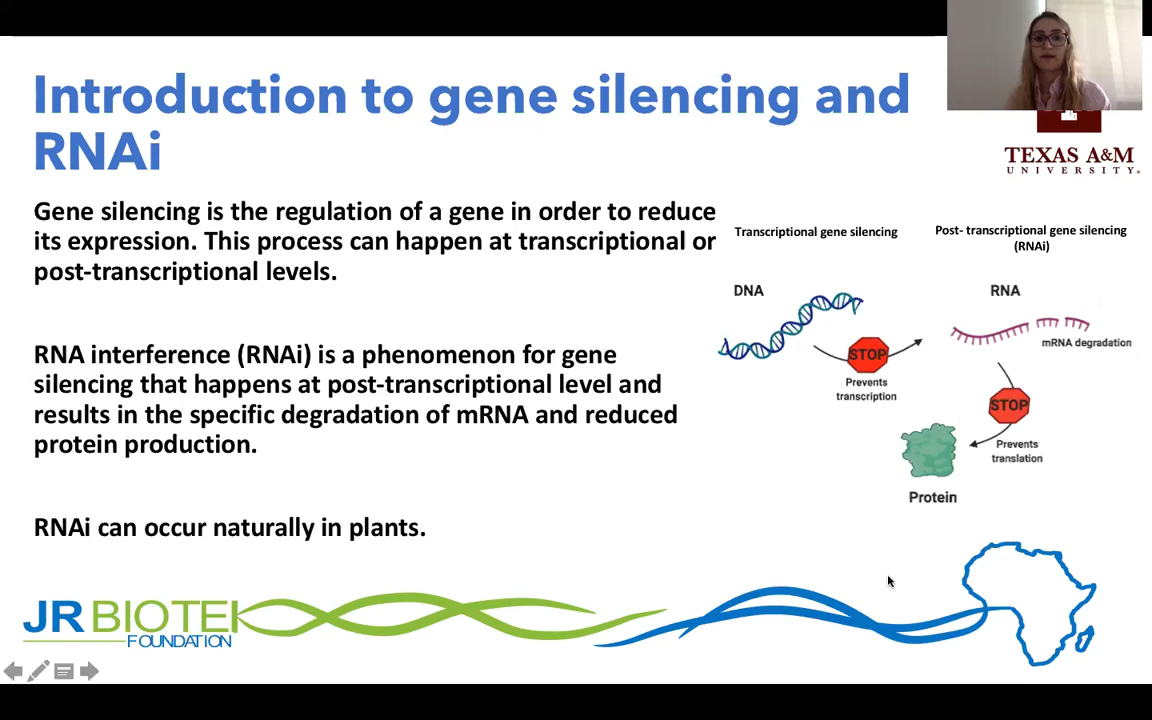 Introduction to gene silencing and
RNAi
TEXAS A&M
UNIVERSITY®
Gene silencing is the regulation of a gene in order to reduce
its expression. This process can happen at transcriptional or
post-transcriptional levels.
RNA interference (RNAi) is a phenomenon for gene
silencing that happens at post-transcriptional level and
results in the specific degradation of mRNA and reduced
protein production.
RNAi can occur naturally in plants.
Transcriptional gene silencing
Post- transcriptional gene silencing
(RNAi)
DNA
RNA
mRNA degradation
STOP
Prevents
transcription
STOP
Prevents
translation
Protein
JR BIOTEK
FOUNDATION